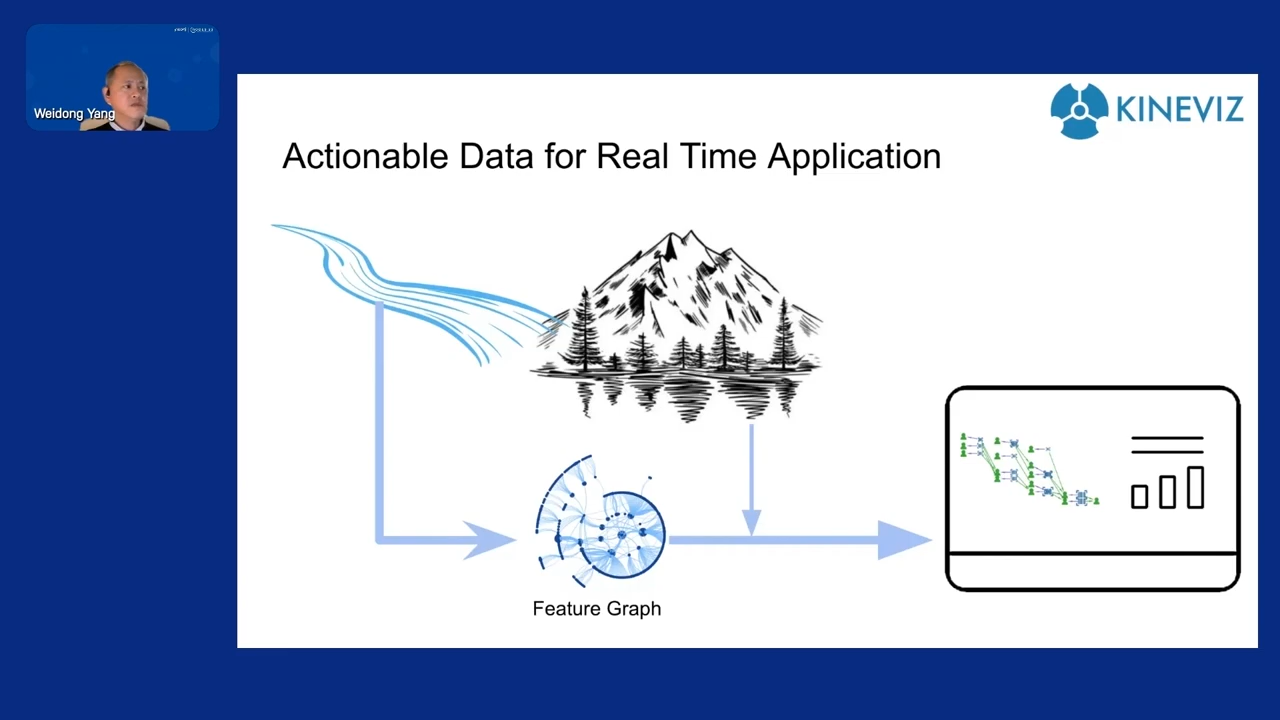 Weidong Yang
KINEVIZ
Actionable Data for Real Time Application
Feature Graph